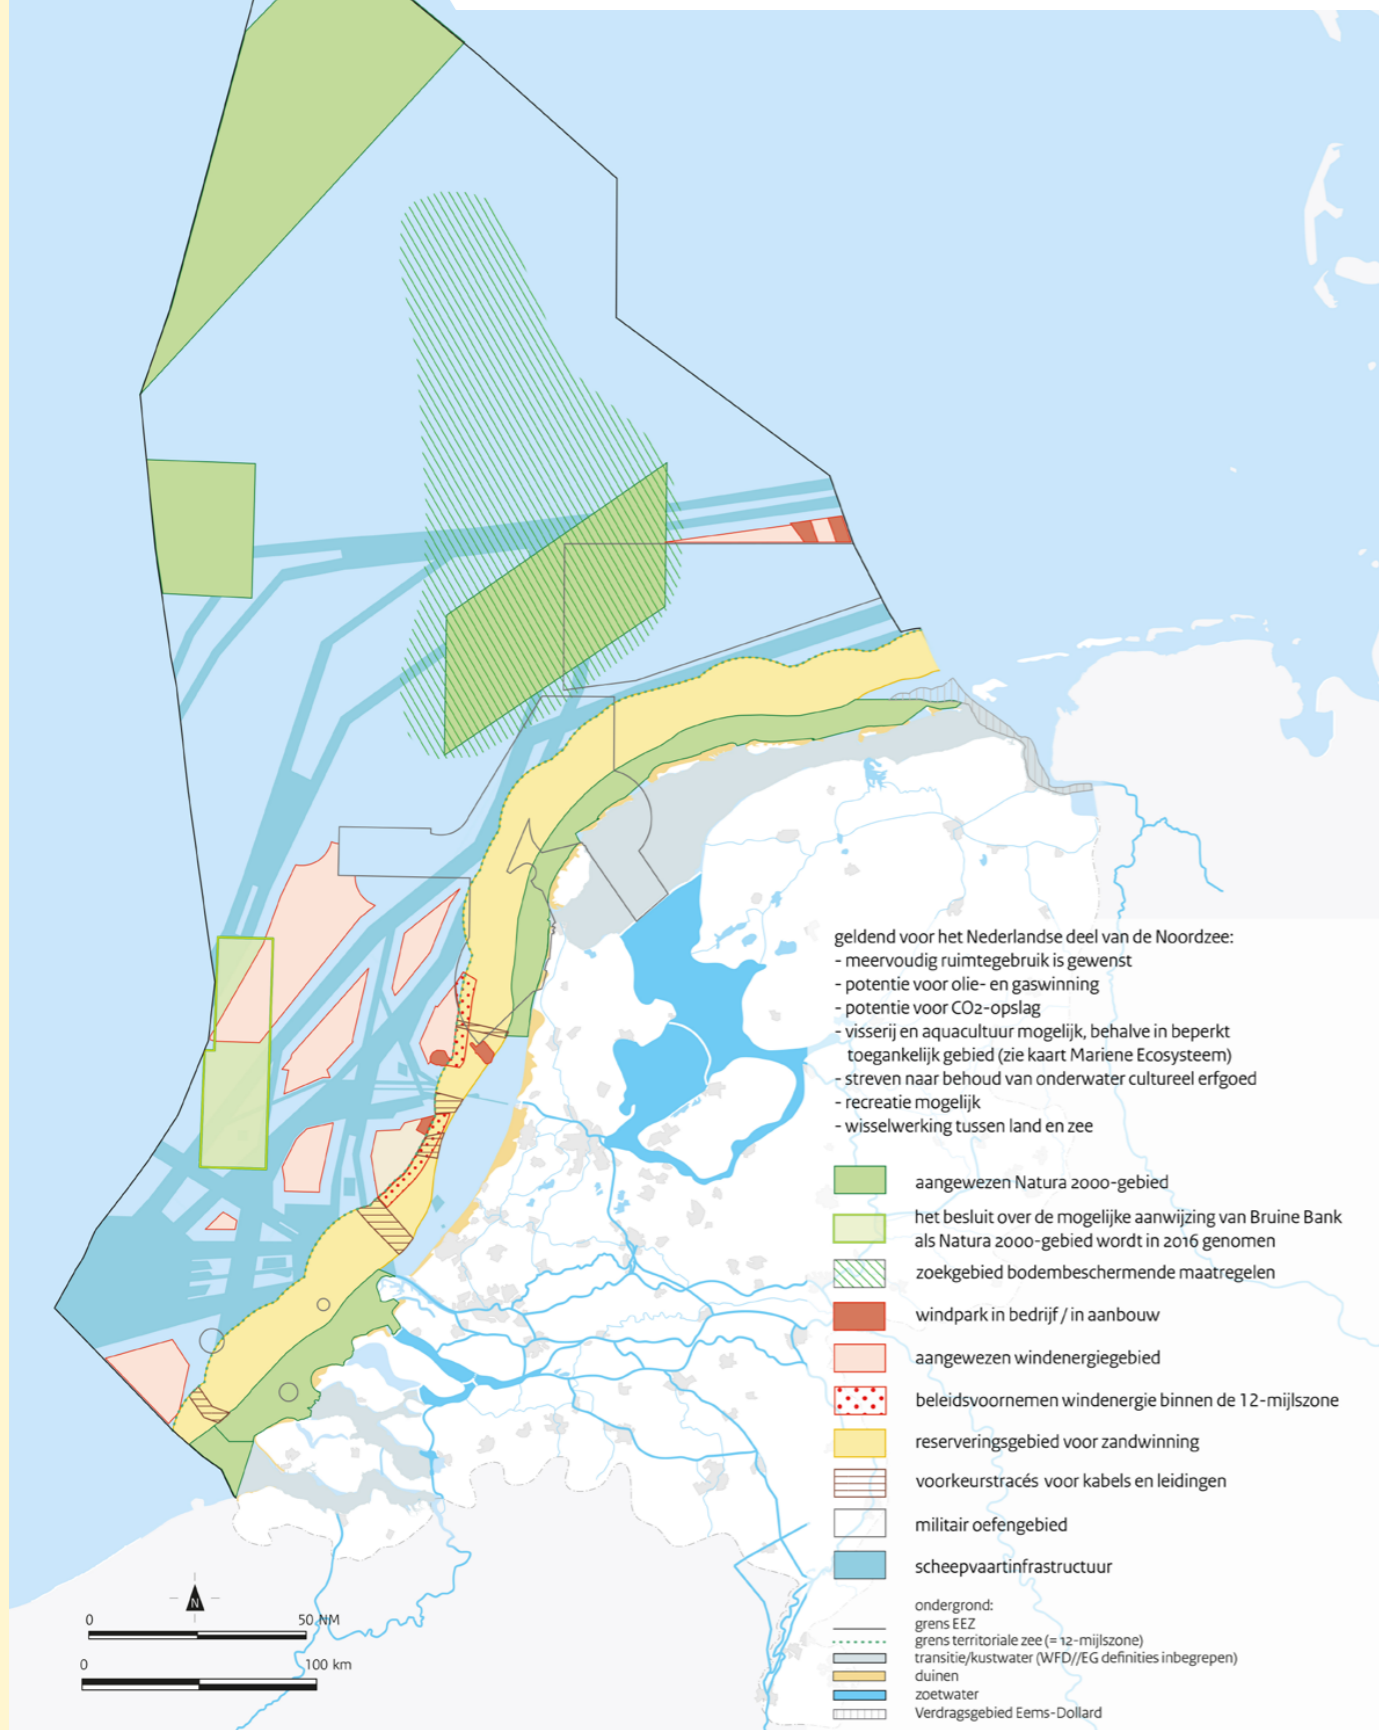 geldend voor het Nederlandse deel van de Noordzee:
- meervoudig ruimtegebruik is gewenst
- potentie voor olie- en gaswinning
- potentie voor CO2-opslag
- visserij en aquacultuur mogelijk, behalve in beperkt
toegankelijk gebied (zie kaart Mariene Ecosysteem)
- streven naar behoud van onderwater cultureel erfgoed
- recreatie mogelijk
- wisselwerking tussen land en zee
aangewezen Natura 2000-gebied
het besluit over de mogelijke aanwijzing van Bruine Bank
als Natura 2000-gebied wordt in 2016 genomen
zoekgebied bodembeschermende maatregelen
windpark in bedrijf / in aanbouw
aangewezen windenergiegebied
beleidsvoornemen windenergie binnen de 12-mijlszone
reserveringsgebied voor zandwinning
voorkeurstracés voor kabels en leidingen
militair oefengebied
scheepvaartinfrastructuur
ondergrond:
grens EEZ
grens territoriale zee (= 12-mijlszone)
transitie/kustwater (WFD//EG definities inbegrepen)
duinen
zoetwater
Verdragsgebied Eems-Dollard
N
0 50 NM
0 100 km